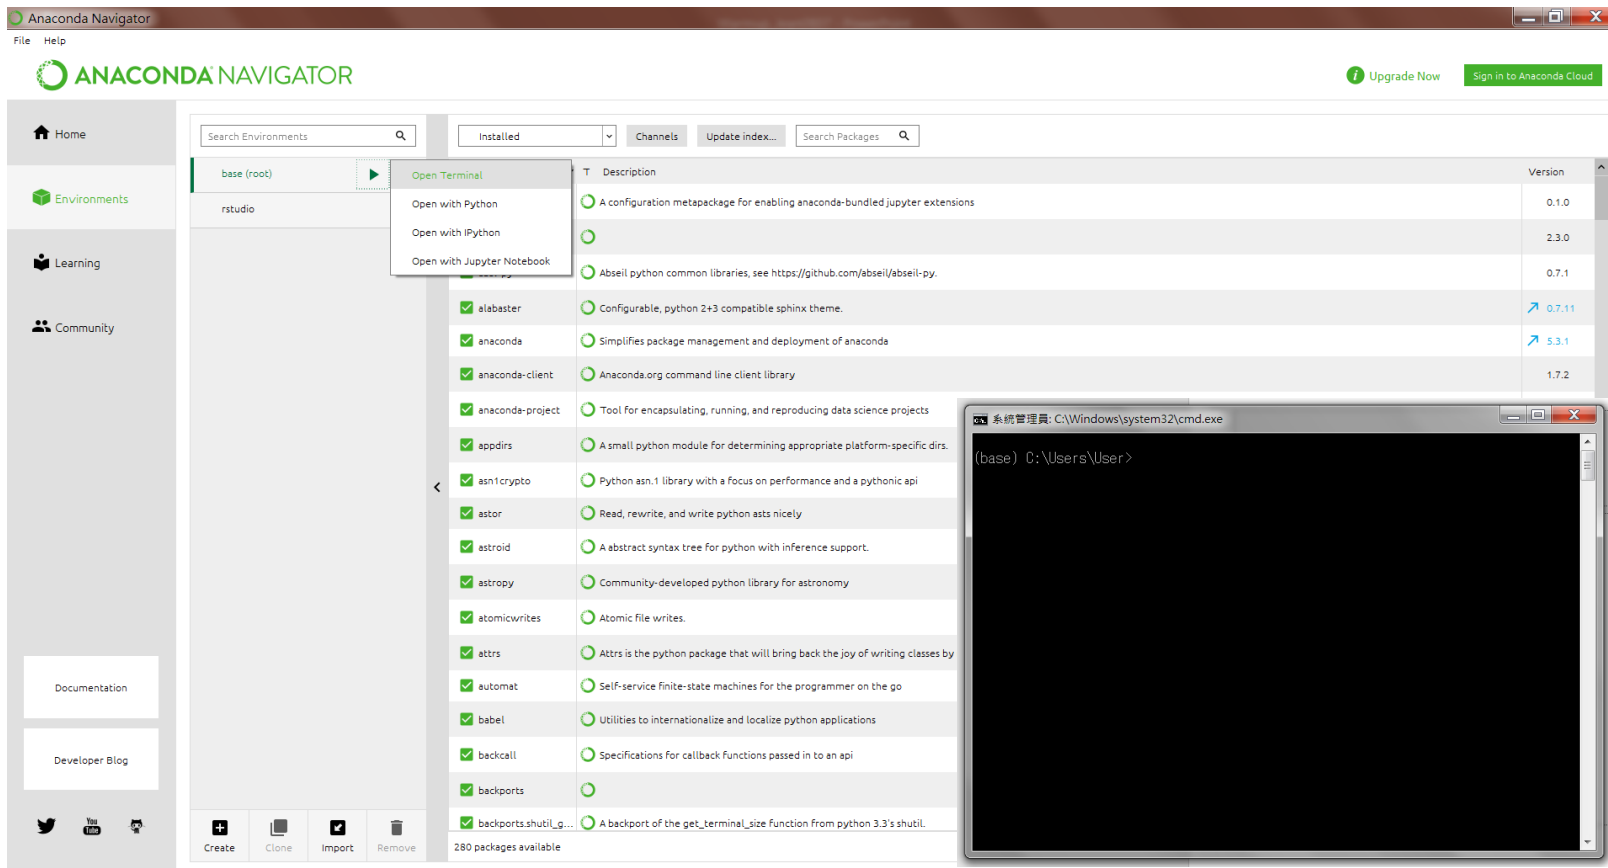 Anaconda Navigator
File Help
ANACONDA NAVIGATOR
i Upgrade Now Sign in to Anaconda Cloud
Home
Environments
Learning
Community
Documentation
Developer Blog
You Tube
Search Environments
base (root)
rstudio
Open Terminal
Open with Python
Open with IPython
Open with Jupyter Notebook
Create Clone Import Remove
Installed Channels Update index... Search Packages
T Description Version
A configuration metapackage for enabling anaconda-bundled jupyter extensions 0.1.0
2.3.0
Abseil python common libraries, see https://github.com/abseil/abseil-py. 0.7.1
alabaster Configurable, python 2+3 compatible sphinx theme. 0.7.11
anaconda Simplifies package management and deployment of anaconda 5.3.1
anaconda-client Anaconda.org command line client library 1.7.2
anaconda-project Tool for encapsulating, running, and reproducing data science projects
appdirs A small python module for determining appropriate platform-specific dirs.
asn1crypto Python asn.1 library with a focus on performance and a pythonic api
astor Read, rewrite, and write python asts nicely
astroid A abstract syntax tree for python with inference support.
astropy Community-developed python library for astronomy
atomicwrites Atomic file writes.
attrs Attrs is the python package that will bring back the joy of writing classes by
automat Self-service finite-state machines for the programmer on the go
babel Utilities to internationalize and localize python applications
backcall Specifications for callback functions passed in to an api
backports
backports.shutil_g... A backport of the get_terminal_size function from python 3.3's shutil.
280 packages available
系統管理員: C:\Windows\system32\cmd.exe
(base) C:\Users\User>